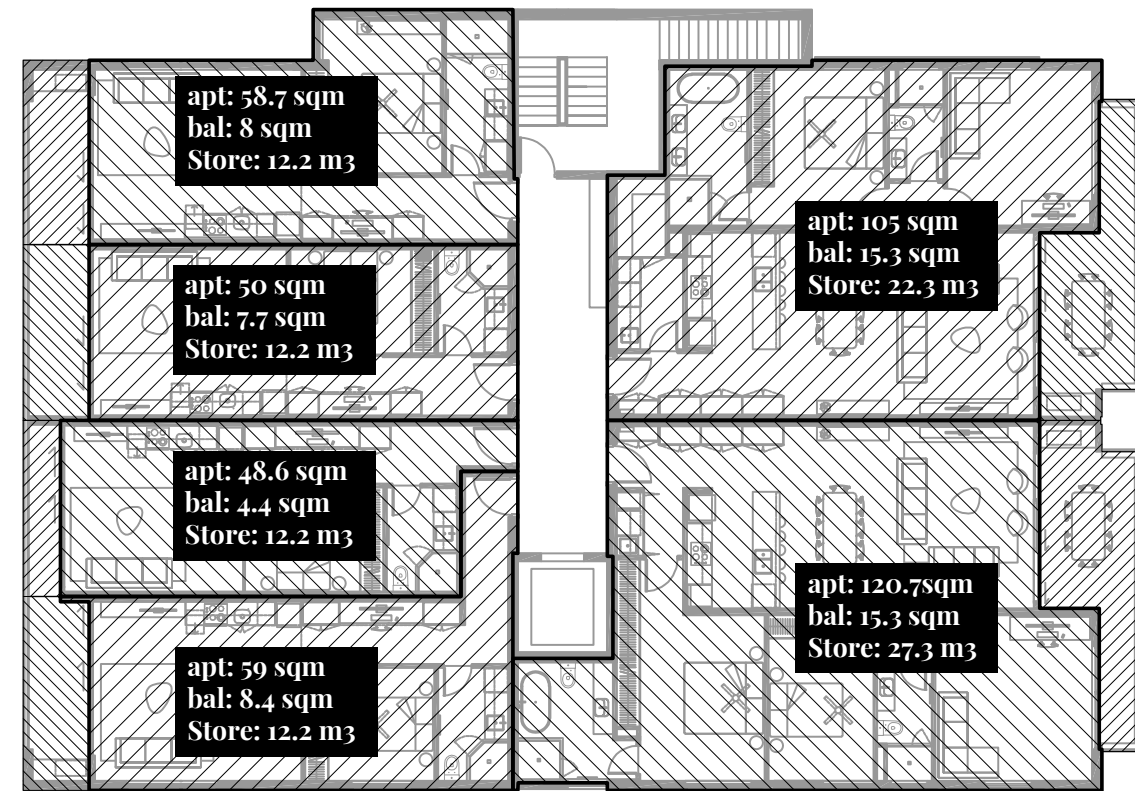 apt: 58.7 sqm
bal: 8 sqm
Store: 12.2 m3
apt: 50 sqm
bal: 7.7 sqm
Store: 12.2 m3
apt: 48.6 sqm
bal: 4.4 sqm
Store: 12.2 m3
apt: 59 sqm
bal: 8.4 sqm
Store: 12.2 m3
apt: 105 sqm
bal: 15.3 sqm
Store: 22.3 m3
apt: 120.7sqm
bal: 15.3 sqm
Store: 27.3 m3